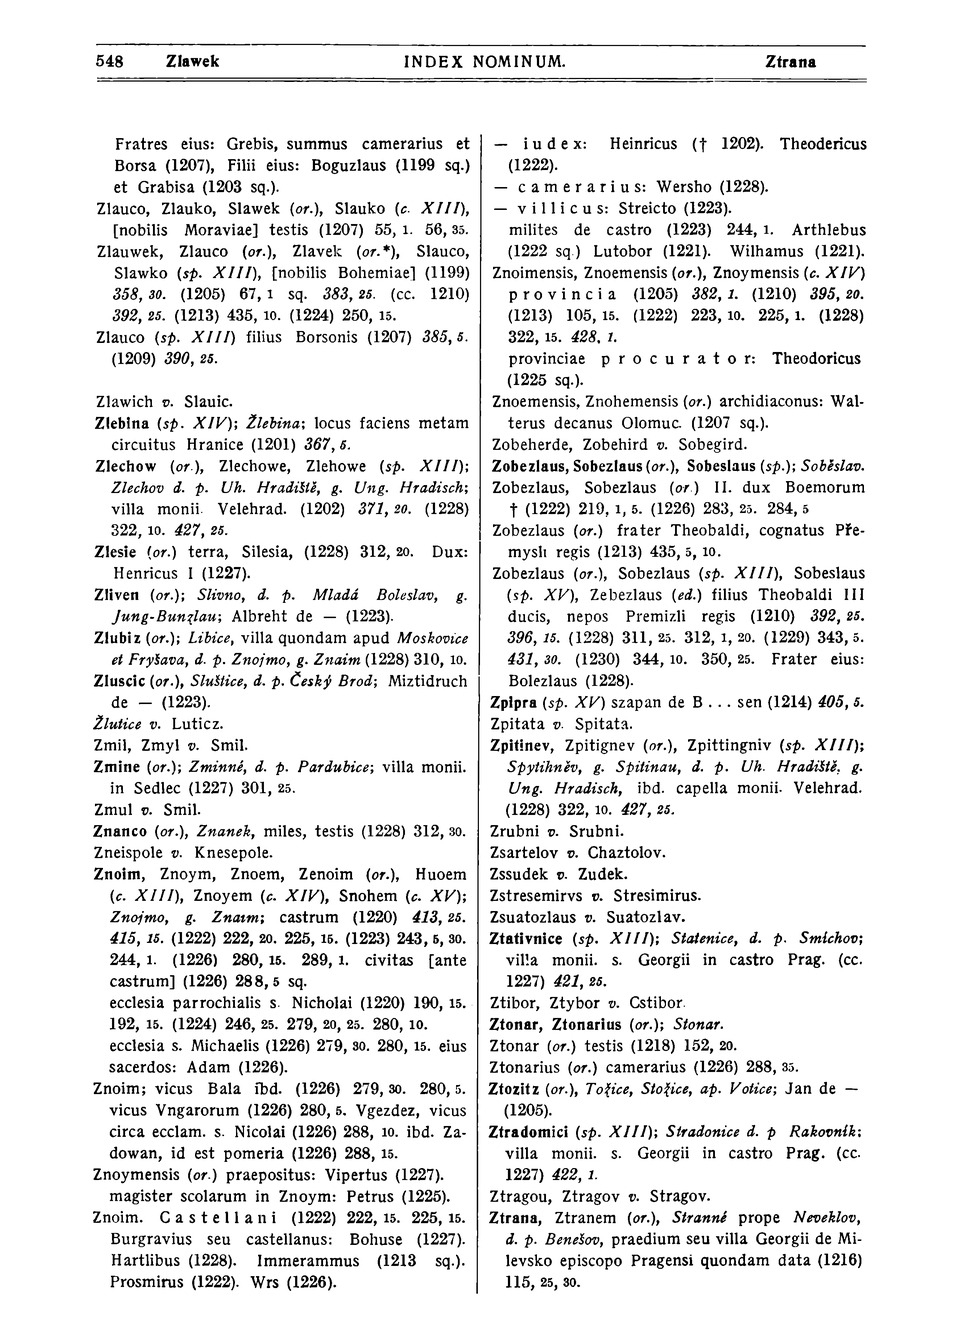 548 Zlawek INDEX NOMINUM. Ztrana
Fratres eius: Grebis, summus camerarius et
Borsa (1207), Filii eius: Boguzlaus (1199 sq.)
et Grabisa (1203 sq.).
Zlauco, Zlauko, Slawek (or.), Slauko (c. XIII),
[nobilis Moraviae] testis (1207) 55, 1. 56, 35.
Zlauwek, Zlauco (or.), Zlavek (or.*), Slauco,
Slawko (sp. XIII), [nobilis Bohemiae] (1199)
358, 30. (1205) 67, 1 sq. 383, 25. (cc. 1210)
392, 25. (1213) 435, 10. (1224) 250, 15.
Zlauco (sp. XIII) filius Borsonis (1207) 385, 5.
(1209) 390, 25.
Zlawich v. Slauic.
Zlebina (sp. XIV); Žlebina; locus faciens metam
circuitus Hranice (1201) 367, 5.
Zlechow (or.), Zlechowe, Zlehowe (sp. XIII);
Zlechov d. p. Uh. Hradiště, g. Ung. Hradisch;
villa monii. Velehrad. (1202) 371, 20. (1228)
322, 10. 427, 25.
Zlesie (or.) terra, Silesia, (1228) 312, 20. Dux:
Henricus I (1227).
Zliven (or.); Slivno, d. p. Mladá Boleslav, g.
Jung-Bunzlau; Albreht de — (1223).
Zlubiz (or.); Libice, villa quondam apud Moskovice
et Fryšava, d. p. Znojmo, g. Znaim (1228) 310, 10.
Zluscic (or.), Sluštice, d. p. Český Brod; Miztidruch
de — (1223).
Žlutice v. Luticz.
Zmil, Zmyl v. Smil.
Zmine (or.); Zminné, d. p. Pardubice; villa monii.
in Sedlec (1227) 301, 25.
Zmul v. Smil.
Znanco (or.), Znanek, miles, testis (1228) 312, 30.
Zneispole v. Knesepole.
Znoim, Znoym, Znoem, Zenoim (or.), Huoem
(c. XIII), Znoyem (c. XIV), Snohem (c. XV);
Znojmo, g. Znaim; castrum (1220) 413, 25.
415, 15. (1222) 222, 20. 225, 15. (1223) 243, 5, 30.
244, 1. (1226) 280, 15. 289, 1. civitas [ante
castrum] (1226) 288, 5 sq.
ecclesia parrochialis s. Nicholai (1220) 190, 15.
192, 15. (1224) 246, 25. 279, 20, 25. 280, 10.
ecclesia s. Michaelis (1226) 279, 30. 280, 15. eius
sacerdos: Adam (1226).
Znoim; vicus Bala ibd. (1226) 279, 30. 280, 5.
vicus Vngarorum (1226) 280, 5. Vgezdez, vicus
circa ecclam. s. Nicolai (1226) 288, 10. ibd. Za-
dowan, id est pomeria (1226) 288, 15.
Znoymensis (or.) praepositus: Vipertus (1227).
magister scolarum in Znoym: Petrus (1225).
Znoim. Castellani (1222) 222, 15. 225, 15.
Burgravius seu castellanus: Bohuse (1227).
Hartlibus (1228). Immerammus (1213 sq.).
Prosmirus (1222). Wrs (1226).
— iudex: Heinricus († 1202). Theodericus
(1222).
— camerarius: Wersho (1228).
— villicus: Streicto (1223).
milites de castro (1223) 244, 1. Arthlebus
(1222 sq.) Lutobor (1221). Wilhamus (1221).
Znoimensis, Znoemensis (or.), Znoymensis (c. XIV)
provincia (1205) 382, 1. (1210) 395, 20.
(1213) 105, 15. (1222) 223, 10. 225, 1. (1228)
322, 15. 428, 1.
provinciae procurator: Theodoricus
(1225 sq.).
Znoemensis, Znohemensis (or.) archidiaconus: Wal-
terus decanus Olomuc. (1207 sq.).
Zobeherde, Zobehird v. Sobegird.
Zobezlaus, Sobezlaus (or.), Sobeslaus (sp.); Soběslav.
Zobezlaus, Sobezlaus (or.) II. dux Boemorum
† (1222) 219, 1, 5. (1226) 283, 25. 284, 5
Zobezlaus (or.) frater Theobaldi, cognatus Pře-
mysli regis (1213) 435, 5, 10.
Zobezlaus (or.), Sobezlaus (sp. XIII), Sobeslaus
(sp. XV), Zebezlaus (ed.) filius Theobaldi III
ducis, nepos Premizli regis (1210) 392, 25.
396, 15. (1228) 311, 25. 312, 1, 20. (1229) 343, 5.
431, 30. (1230) 344, 10. 350, 25. Frater eius:
Bolezlaus (1228).
Zpipra (sp. XV) szapan de B . . . sen (1214) 405, 5.
Zpitata v. Spitata.
Zpitinev, Zpitignev (or.), Zpittingniv (sp. XIII);
Spytihněv, g. Spitinau, d. p. Uh. Hradiště, g.
Ung. Hradisch, ibd. capella monii. Velehrad.
(1228) 322, 10. 427, 25.
Zrubni v. Srubni.
Zsartelov v. Chaztolov.
Zssudek v. Zudek.
Zstresemirvs v. Stresimirus.
Zsuatozlaus v. Suatozlav.
Ztativnice (sp. XIII); Statenice, d. p. Smíchov;
villa monii. s. Georgii in castro Prag. (cc.
1227) 421, 25.
Ztibor, Ztybor v. Cstibor.
Ztonar, Ztonarius (or.); Stonar.
Ztonar (or.) testis (1218) 152, 20.
Ztonarius (or.) camerarius (1226) 288, 35.
Ztozitz (or.), Tožice, Stožice, ap. Votice; Jan de —
(1205).
Ztradomici (sp. XIII); Stradonice d. p Rakovník;
villa monii. s. Georgii in castro Prag. (cc.
1227) 422, 1.
Ztragou, Ztragov v. Stragov.
Ztrana, Ztranem (or.), Stranné prope Neveklov,
d. p. Benešov, praedium seu villa Georgii de Mi-
levsko episcopo Pragensi quondam data (1216)
115, 25, 30.